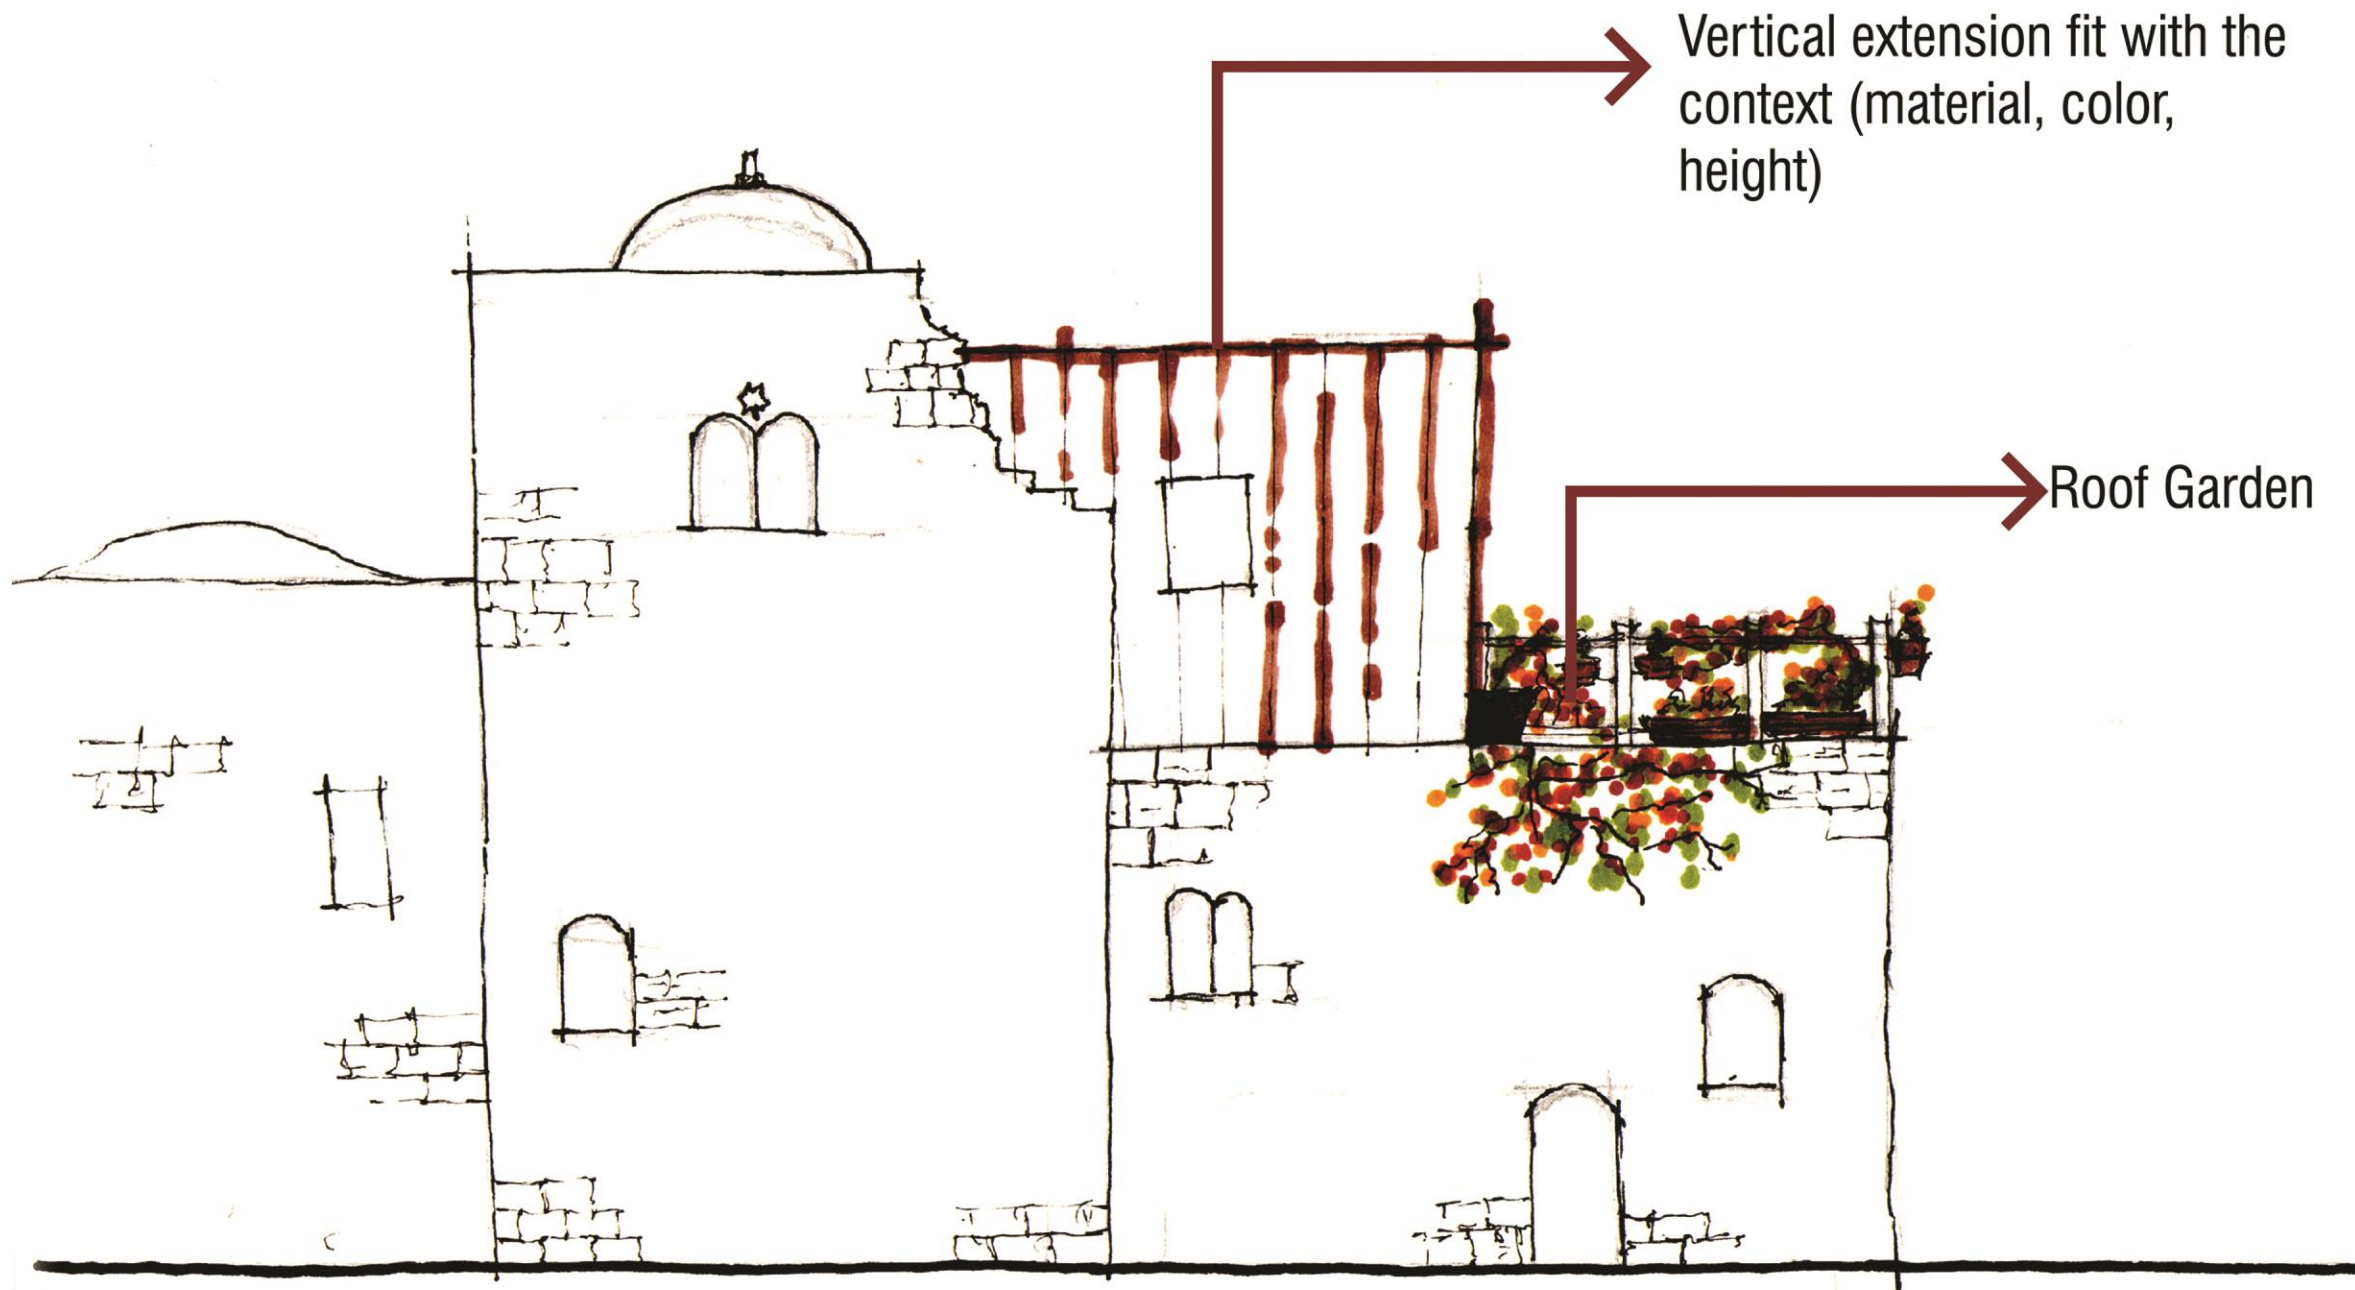 Vertical extension fit with the
context (material, color,
height)
Roof Garden